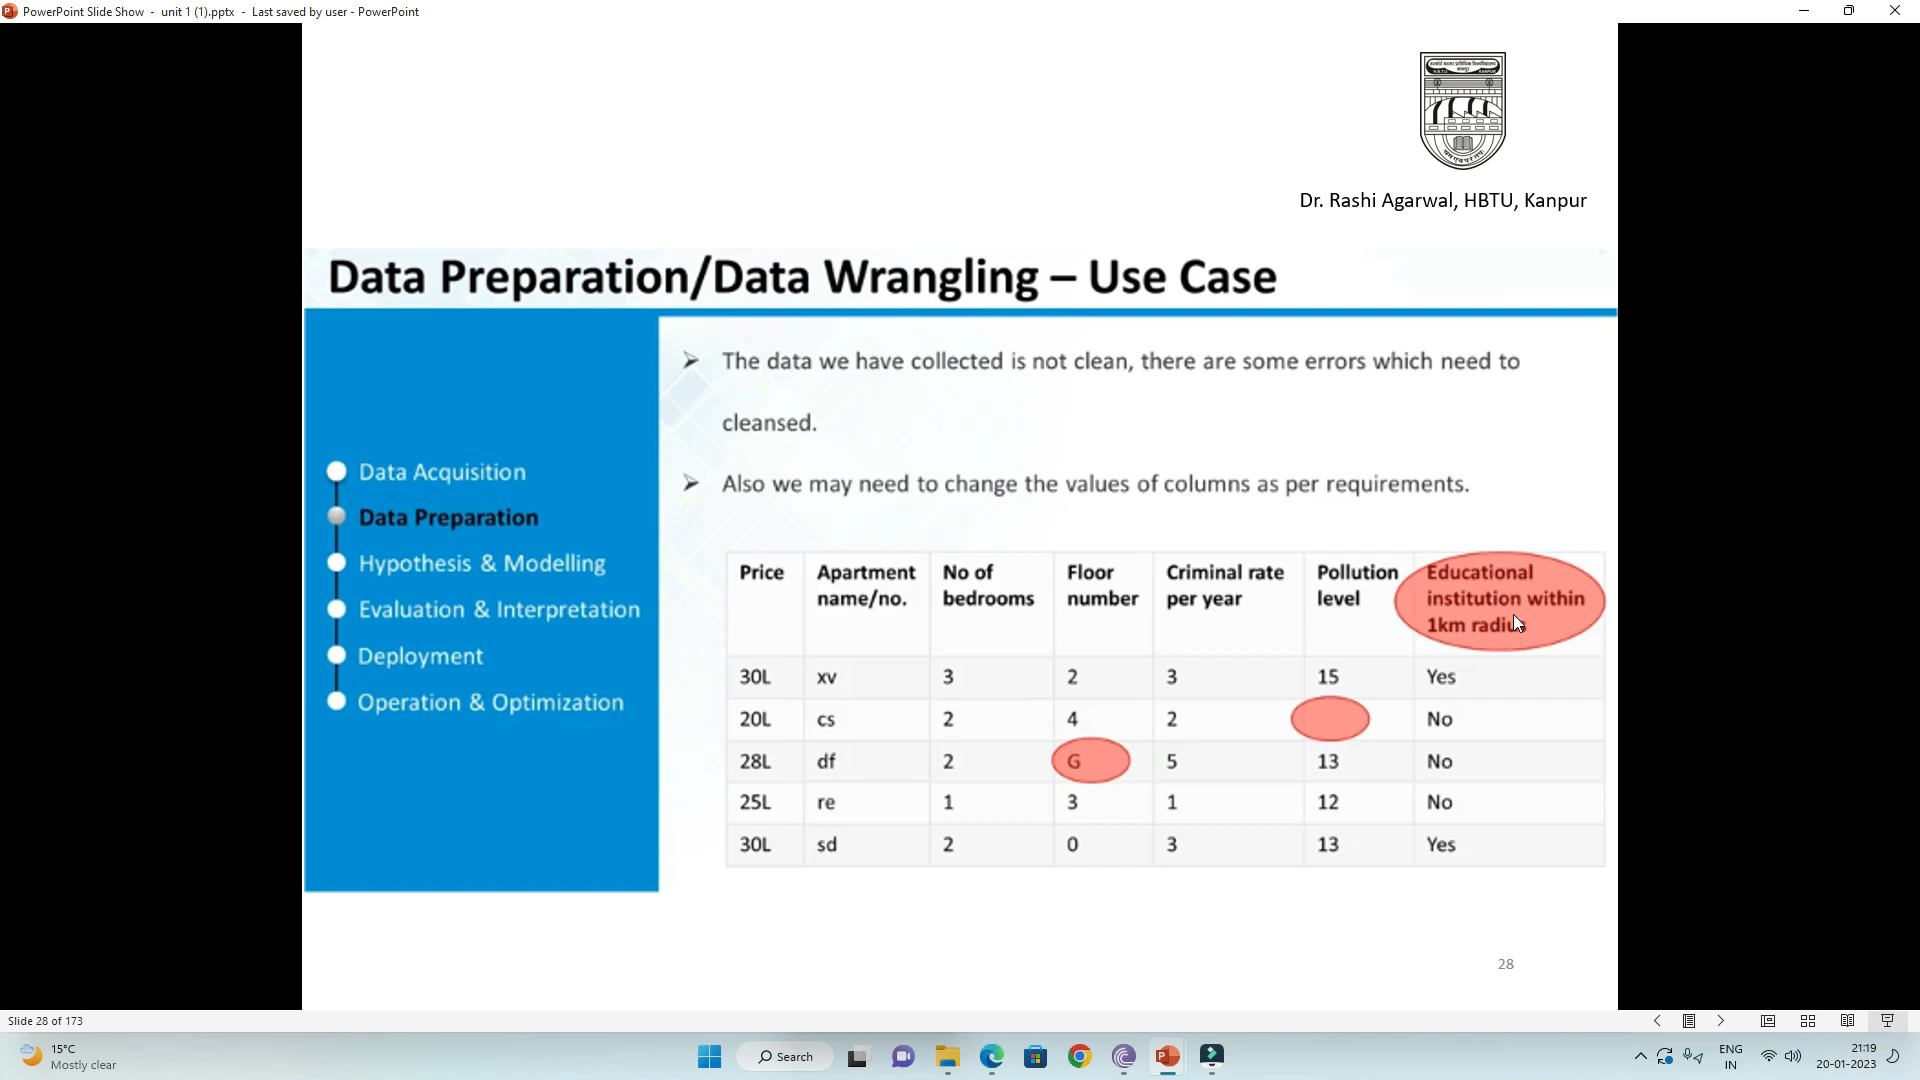 PowerPoint Slide Show - unit 1 (1).pptx - Last saved by user - PowerPoint
Dr. Rashi Agarwal, HBTU, Kanpur
Data Preparation/Data Wrangling – Use Case
Data Acquisition
Data Preparation
Hypothesis & Modelling
Evaluation & Interpretation
Deployment
Operation & Optimization
The data we have collected is not clean, there are some errors which need to
cleansed.
Also we may need to change the values of columns as per requirements.
Price Apartment No of Floor Criminal rate Pollution Educational
name/no. bedrooms number per year level institution within
1km radius
30L xv 3 2 3 15 Yes
20L cs 2 4 2 No
28L df 2 G 5 13 No
25L re 1 3 1 12 No
30L sd 2 0 3 13 Yes
28
Slide 28 of 173
15°C
Mostly clear
Search
ENG
IN
21:19
20-01-2023